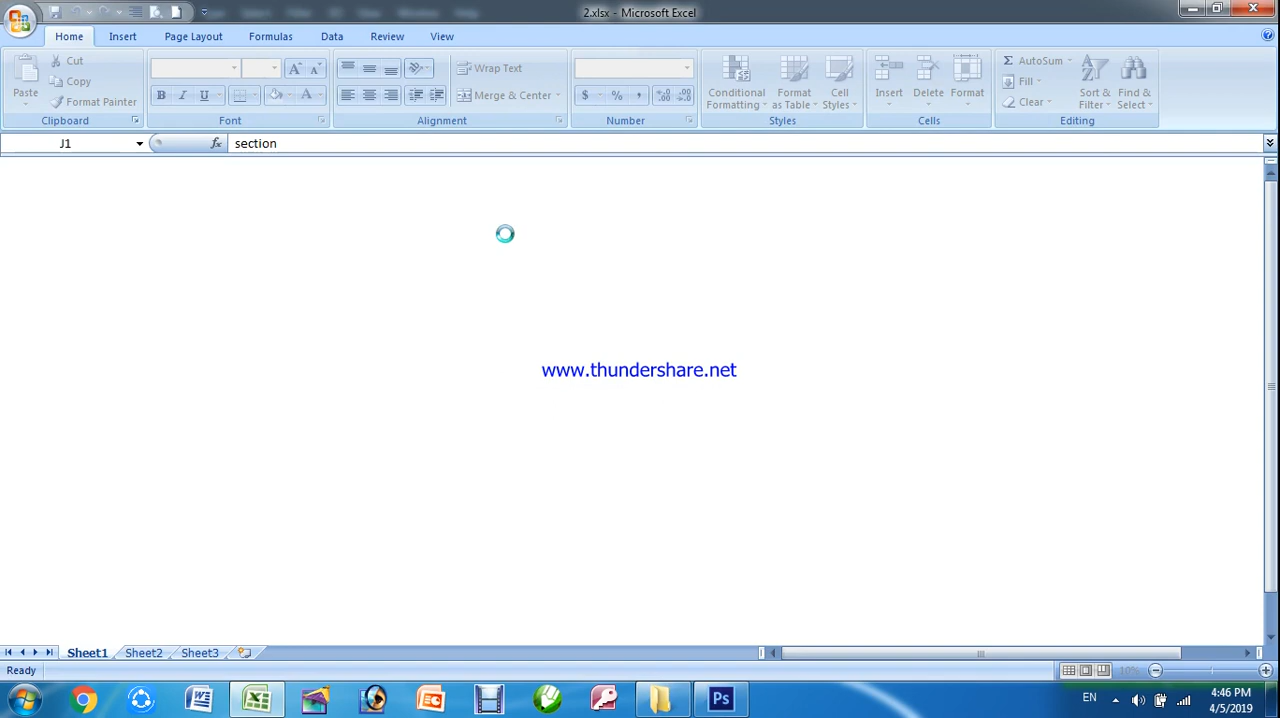 2.xlsx - Microsoft Excel
Home Insert Page Layout Formulas Data Review View
Paste Cut Copy Format Painter
Wrap Text
Merge & Center
Conditional Formatting Format as Table Cell Styles
Insert Delete Format
AutoSum Fill Clear
Sort & Filter Find & Select
B I U A $ % ,
Clipboard Font Alignment Number Styles Cells Editing
J1 fx section
www.thundershare.net
Sheet1 Sheet2 Sheet3
Ready 10%
Ps EN 4:46 PM
4/5/2019